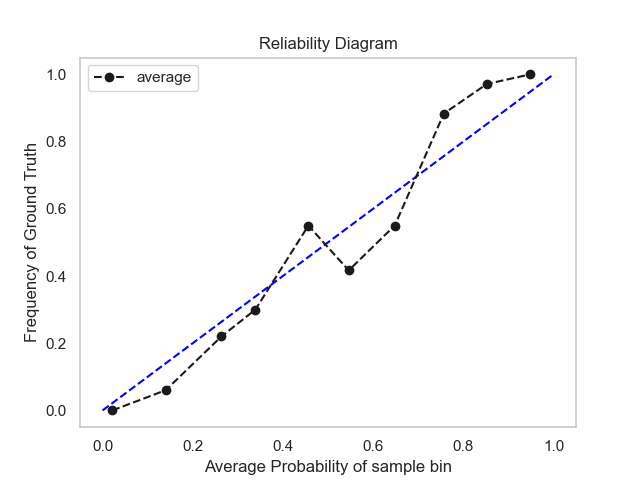 Reliability Diagram
average
Frequency of Ground Truth
1.0
0.8
0.6
0.4
0.2
0.0
0.0 0.2 0.4 0.6 0.8 1.0
Average Probability of sample bin